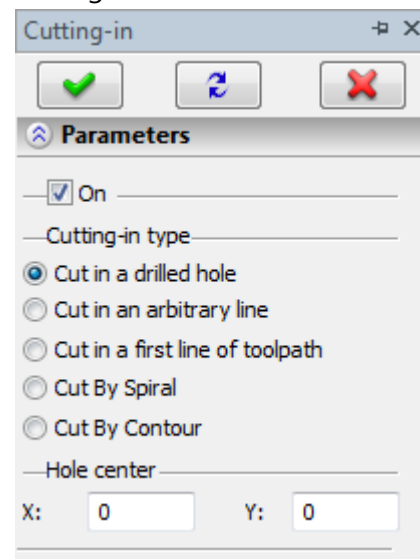 Cutting-in
Parameters
On
Cutting-in type
Cut in a drilled hole
Cut in an arbitrary line
Cut in a first line of toolpath
Cut By Spiral
Cut By Contour
Hole center
X: 0 Y: 0